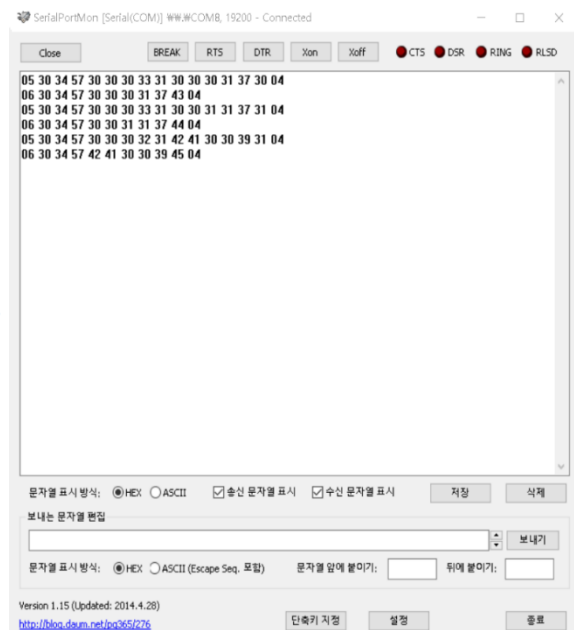 SerialPortMon [Serial(COM)] ₩₩.₩COM8, 19200 - Connected
Close BREAK RTS DTR Xon Xoff CTS DSR RING RLSD
05 30 34 57 30 30 30 33 31 30 30 30 31 37 30 04
06 30 34 57 30 30 30 31 37 43 04
05 30 34 57 30 30 30 33 31 30 30 31 31 37 31 04
06 30 34 57 30 30 31 31 37 44 04
05 30 34 57 30 30 30 32 31 42 41 30 30 39 31 04
06 30 34 57 42 41 30 30 39 45 04
문자열 표시 방식: HEX ASCII 송신 문자열 표시 수신 문자열 표시 저장 삭제
보내는 문자열 편집
보내기
문자열 표시 방식: HEX ASCII (Escape Seq. 포함) 문자열 앞에 붙이기: 뒤에 붙이기:
Version 1.15 (Updated: 2014.4.28)
http://blog.daum.net/pg365/276 단축키 지정 설정 종료